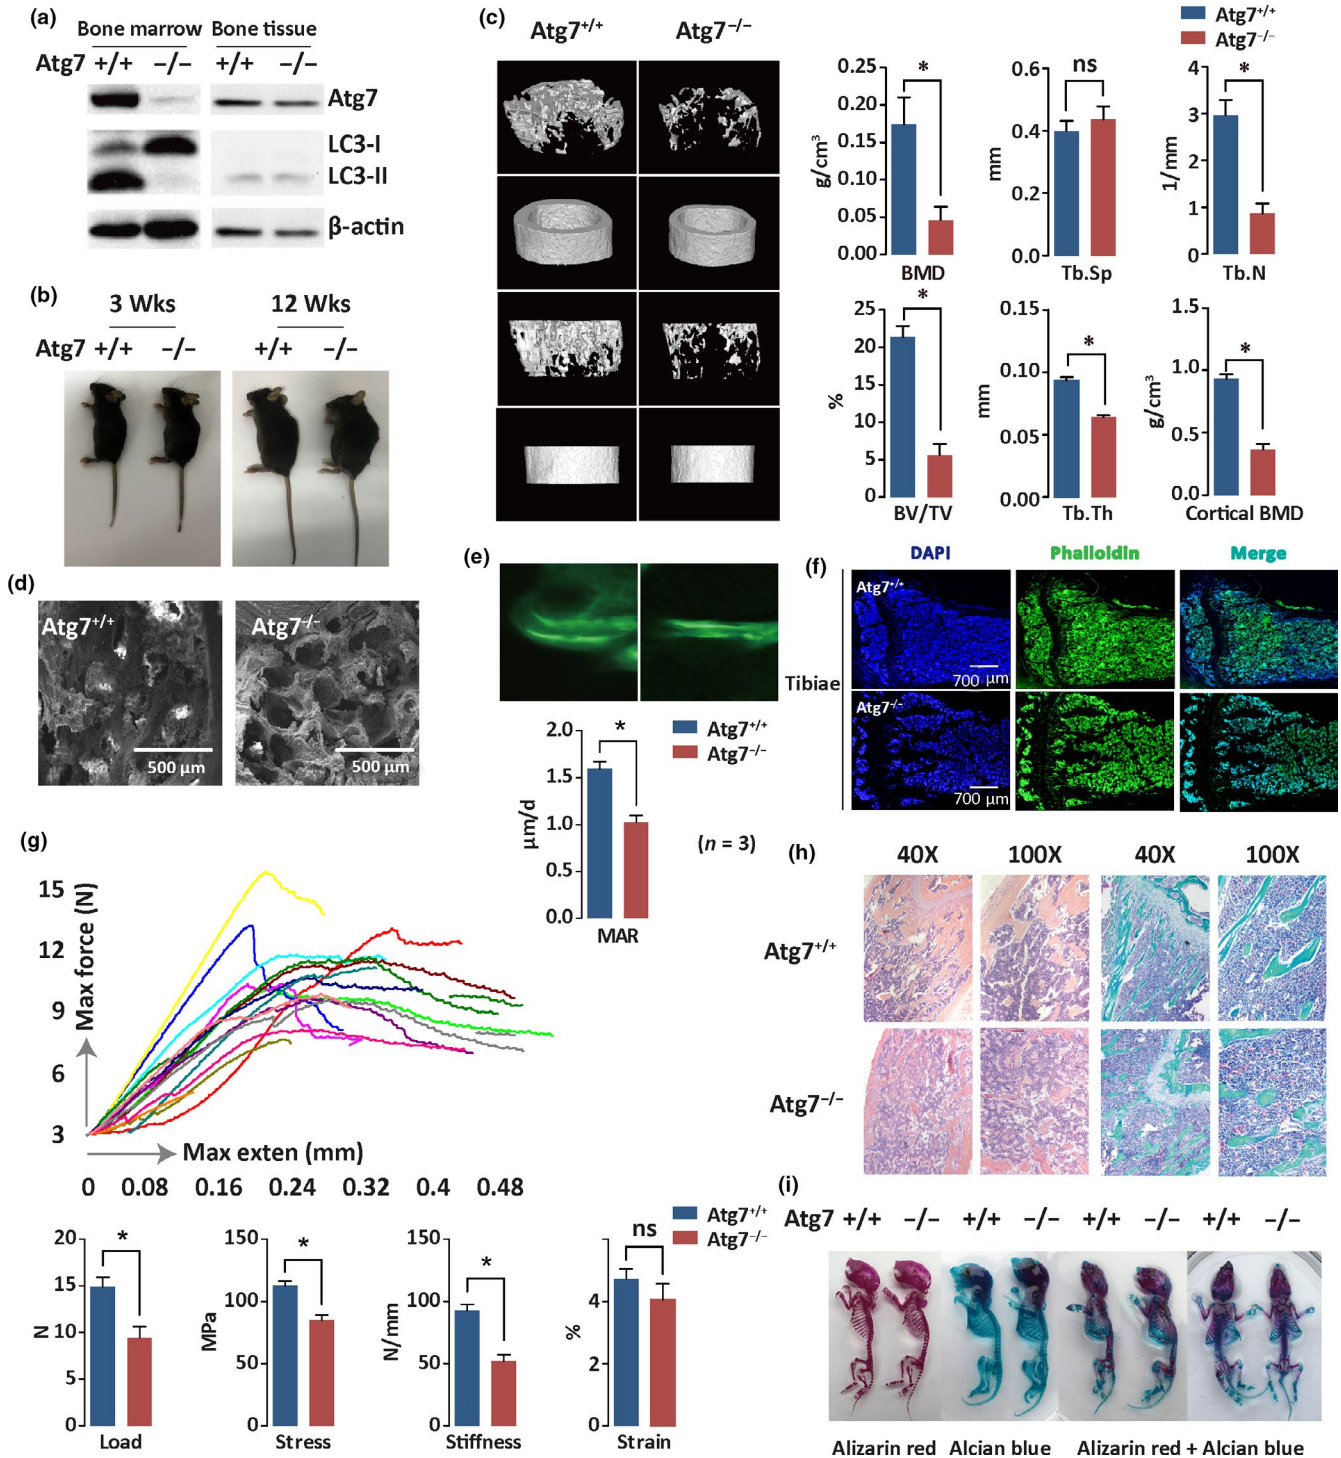 (a)
Bone marrow Bone tissue
Atg7 +/+ −/− +/+ −/−
Atg7
LC3-I
LC3-II
β-actin
(b)
3 Wks 12 Wks
Atg7 +/+ −/− +/+ −/−
(c)
Atg7+/+ Atg7−/−
Atg7+/+
Atg7−/−
0.25
0.20
0.15
0.10
0.05
0.00
g/cm³
*
BMD
0.6
0.4
0.2
0.0
mm
ns
Tb.Sp
4
3
2
1
0
1/mm
*
Tb.N
25
20
15
10
5
0
%
*
BV/TV
0.15
0.10
0.05
0.00
mm
*
Tb.Th
1.5
1.0
0.5
0.0
g/cm³
*
Cortical BMD
(d)
Atg7+/+ Atg7−/−
500 µm 500 µm
(e)
2.0
1.5
1.0
0.5
0.0
µm/d
*
Atg7+/+
Atg7−/−
(n = 3)
MAR
(f)
DAPI Phalloidin Merge
Atg7+/+
700 µm
Tibiae
Atg7−/−
700 µm
(g)
15
12
9
6
3
Max force (N)
Max exten (mm)
0 0.08 0.16 0.24 0.32 0.4 0.48
Atg7+/+
Atg7−/−
20
15
10
5
0
N
*
Load
150
100
50
0
MPa
*
Stress
150
100
50
0
N/mm
*
Stiffness
6
4
2
0
%
ns
Strain
(h)
40X 100X 40X 100X
Atg7+/+
Atg7−/−
(i)
Atg7 +/+ −/− +/+ −/− +/+ −/− +/+ −/−
Alizarin red Alcian blue Alizarin red + Alcian blue